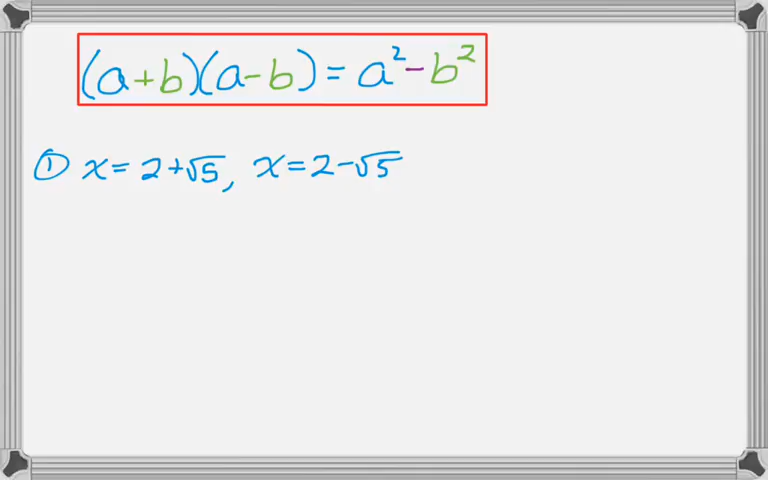 (a+b)(a-b) = a²-b²
① x = 2+√5, x = 2-√5